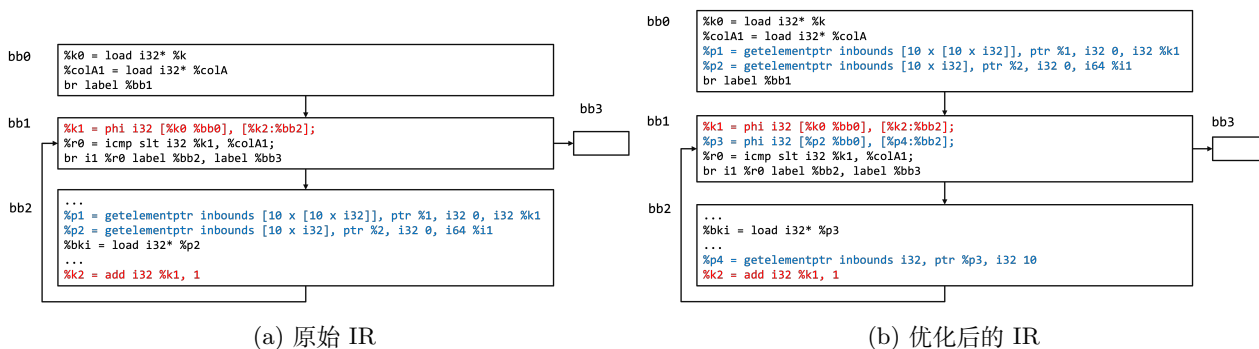 bb0
%k0 = load i32* %k
%colA1 = load i32* %colA
br label %bb1
bb1
%k1 = phi i32 [%k0 %bb0], [%k2:%bb2];
%r0 = icmp slt i32 %k1, %colA1;
br i1 %r0 label %bb2, label %bb3
bb3
bb2
...
%p1 = getelementptr inbounds [10 x [10 x i32]], ptr %1, i32 0, i32 %k1
%p2 = getelementptr inbounds [10 x i32], ptr %2, i32 0, i64 %i1
%bki = load i32* %p2
...
%k2 = add i32 %k1, 1
(a) 原始 IR
bb0
%k0 = load i32* %k
%colA1 = load i32* %colA
%p1 = getelementptr inbounds [10 x [10 x i32]], ptr %1, i32 0, i32 %k1
%p2 = getelementptr inbounds [10 x i32], ptr %2, i32 0, i64 %i1
br label %bb1
bb1
%k1 = phi i32 [%k0 %bb0], [%k2:%bb2];
%p3 = phi i32 [%p2 %bb0], [%p4:%bb2];
%r0 = icmp slt i32 %k1, %colA1;
br i1 %r0 label %bb2, label %bb3
bb3
bb2
...
%bki = load i32* %p3
...
%p4 = getelementptr inbounds i32, ptr %p3, i32 10
%k2 = add i32 %k1, 1
(b) 优化后的 IR